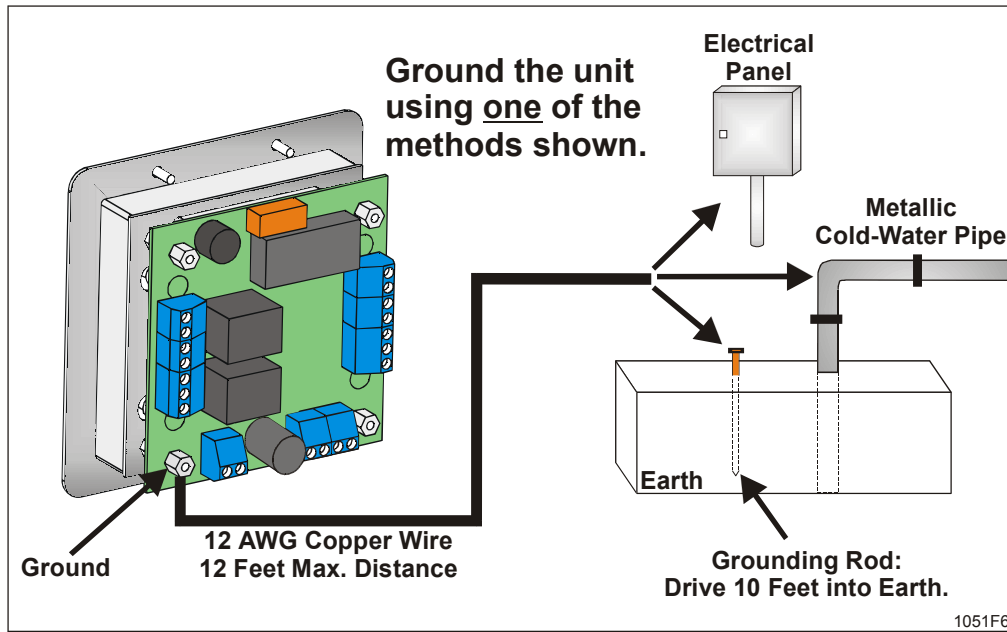 Ground the unit
using one of the
methods shown.
Electrical
Panel
Metallic
Cold-Water Pipe
Earth
Ground
12 AWG Copper Wire
12 Feet Max. Distance
Grounding Rod:
Drive 10 Feet into Earth.
1051F6